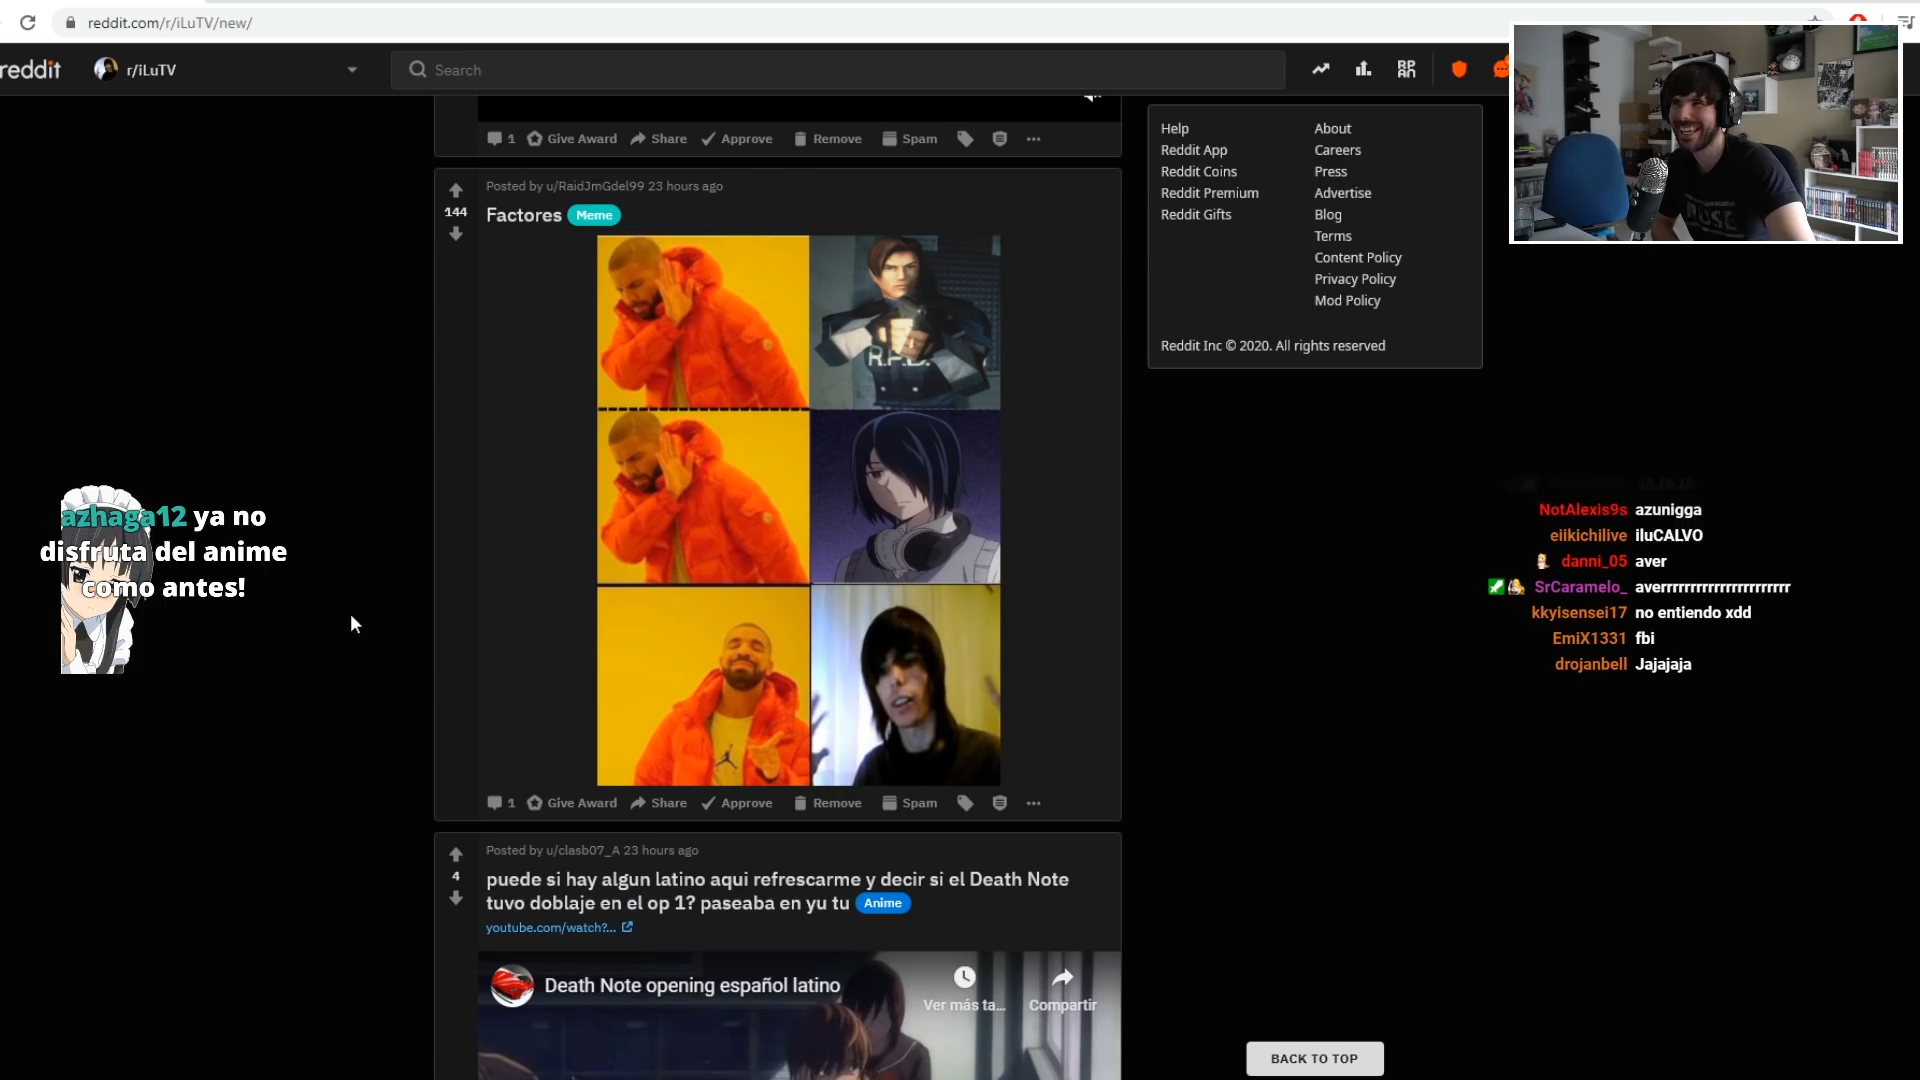 reddit.com/r/iLuTV/new/
reddit
r/iLuTV
Search
1 Give Award Share Approve Remove Spam
Help
About
Reddit App
Careers
Reddit Coins
Press
Reddit Premium
Advertise
Reddit Gifts
Blog
Terms
Content Policy
Privacy Policy
Mod Policy
Reddit Inc © 2020. All rights reserved
Posted by u/RaidJmGdel99 23 hours ago
144
Factores Meme
R.P.D.
azhaga12 ya no
disfruta del anime
como antes!
NotAlexis9s azunigga
eiikichilive iluCALVO
danni_05 aver
SrCaramelo_ averrrrrrrrrrrrrrrrrrrrrr
kkyisensei17 no entiendo xdd
EmiX1331 fbi
drojanbell Jajajaja
1 Give Award Share Approve Remove Spam
Posted by u/clasb07_A 23 hours ago
4
puede si hay algun latino aqui refrescarme y decir si el Death Note
tuvo doblaje en el op 1? paseaba en yu tu Anime
youtube.com/watch?...
Death Note opening español latino
Ver más ta...
Compartir
BACK TO TOP